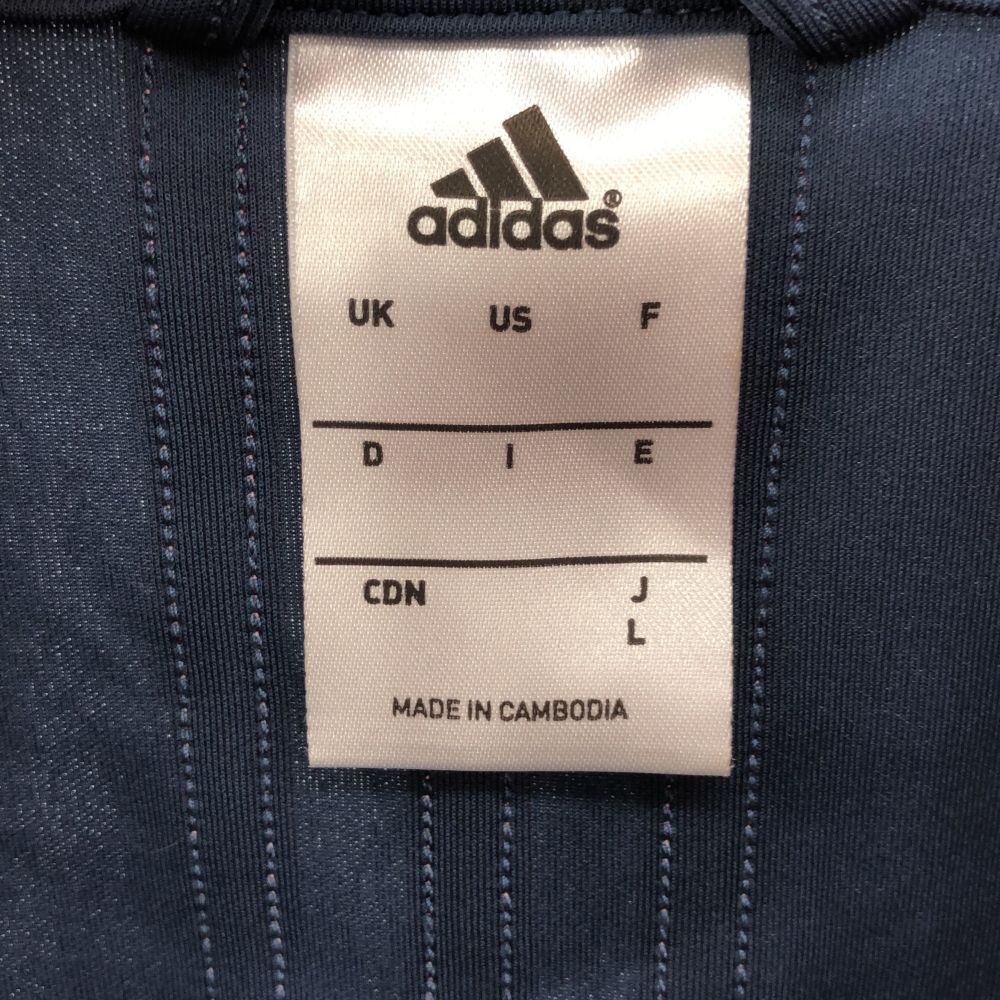 adidas®
UK US F
D I E
CDN J
L
MADE IN CAMBODIA